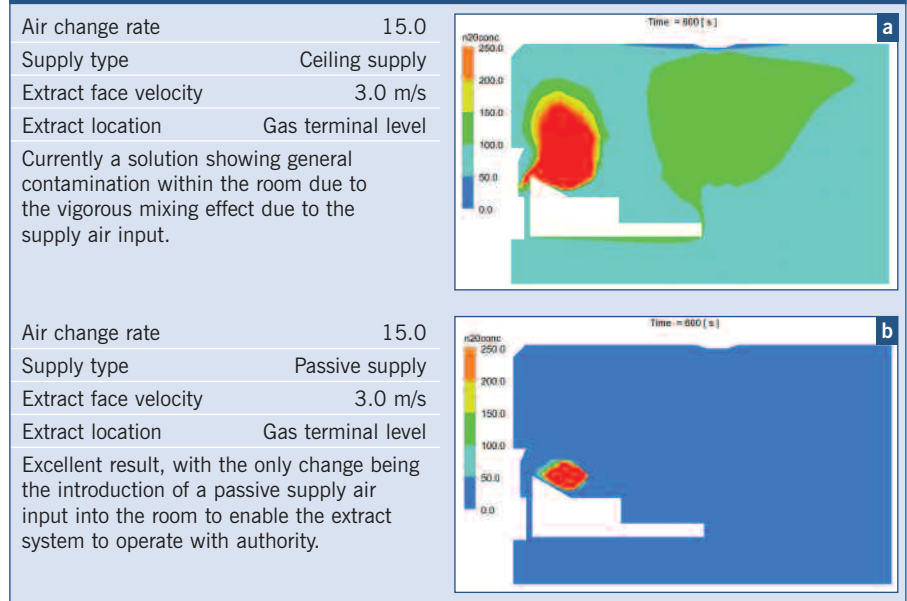 Air change rate 15.0
Supply type Ceiling supply
Extract face velocity 3.0 m/s
Extract location Gas terminal level
Currently a solution showing general
contamination within the room due to
the vigorous mixing effect due to the
supply air input.
Time = 600 [ s ]
a
n20conc
250.0
200.0
150.0
100.0
50.0
0.0
Air change rate 15.0
Supply type Passive supply
Extract face velocity 3.0 m/s
Extract location Gas terminal level
Excellent result, with the only change being
the introduction of a passive supply air
input into the room to enable the extract
system to operate with authority.
Time = 600 [ s ]
b
n20conc
250.0
200.0
150.0
100.0
50.0
0.0